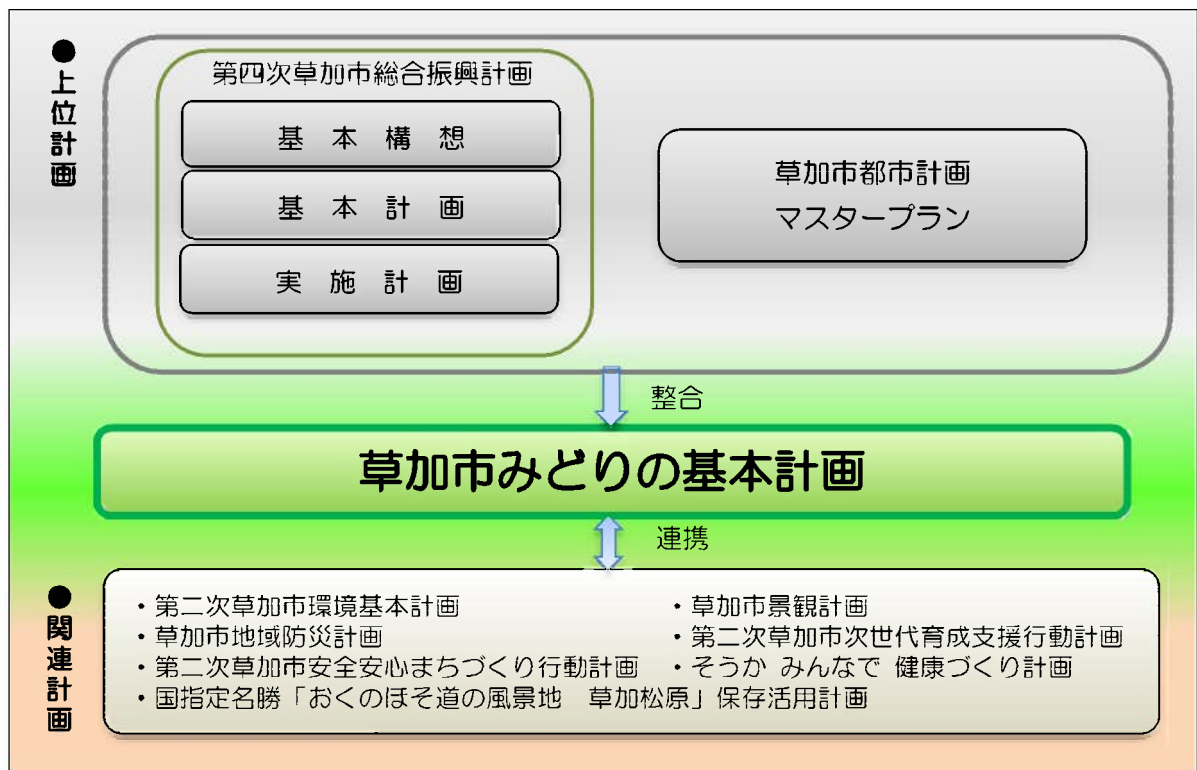 ●上位計画
第四次草加市総合振興計画
基本構想
基本計画
実施計画
草加市都市計画
マスタープラン
整合
草加市みどりの基本計画
連携
●関連計画
・第二次草加市環境基本計画
・草加市景観計画
・草加市地域防災計画
・第二次草加市次世代育成支援行動計画
・第二次草加市安全安心まちづくり行動計画
・そうか みんなで 健康づくり計画
・国指定名勝「おくのほそ道の風景地　草加松原」保存活用計画